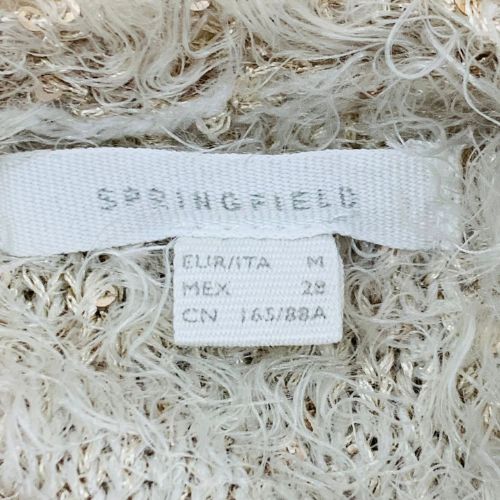 SPRINGFIELD
EUR/ITA M
MEX 28
CN 165/88A